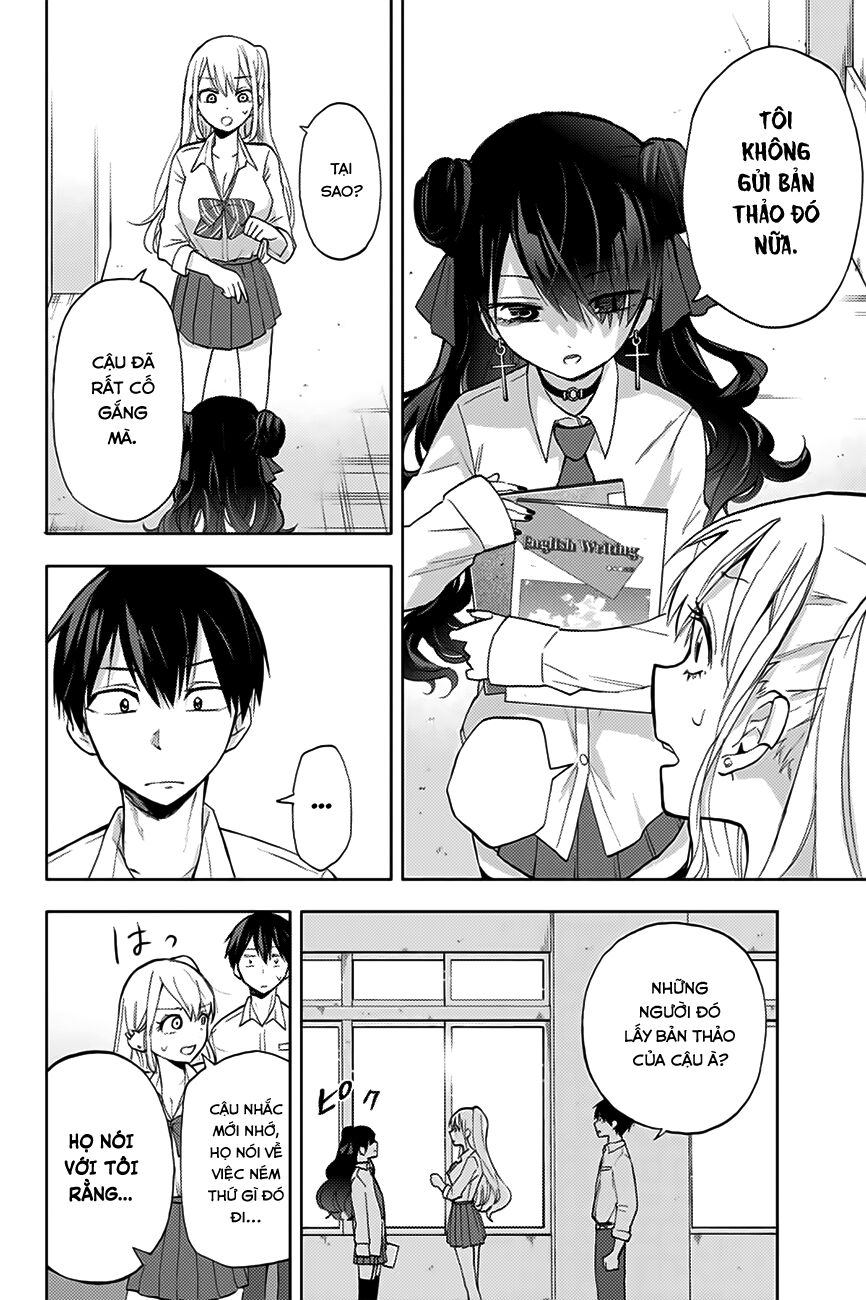 TÔI
KHÔNG
GỬI BẢN
THẢO ĐÓ
NỮA.
English Writing
TẠI
SAO?
CẬU ĐÃ
RẤT CỐ
GẮNG
MÀ.
...
NHỮNG
NGƯỜI ĐÓ
LẤY BẢN THẢO
CỦA CẬU À?
ピク
はっ
CẬU NHẮC
MỚI NHỚ,
HỌ NÓI VỀ
VIỆC NÉM
THỨ GÌ ĐÓ
ĐI...
HỌ NÓI
VỚI TÔI
RẰNG...